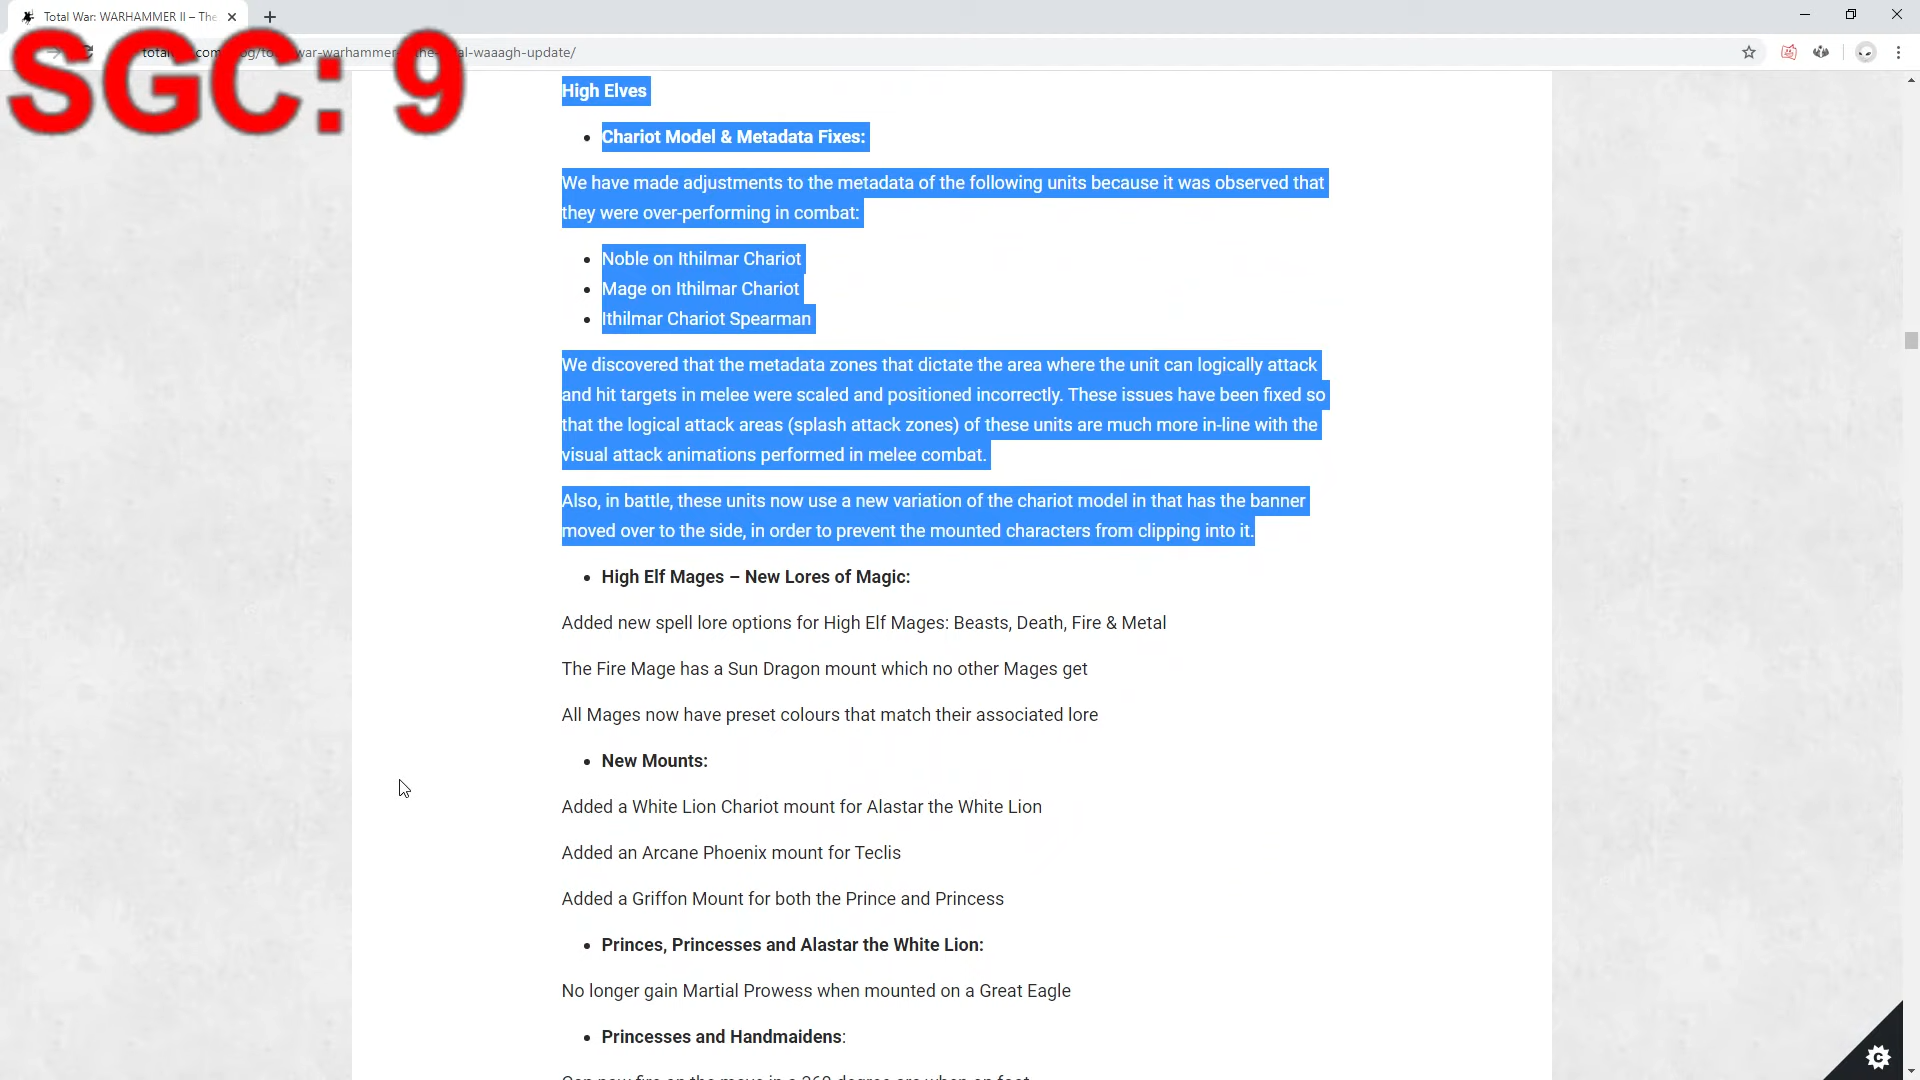 Total War: WARHAMMER II – The
SGC: 9
-waaagh-update/
High Elves
• Chariot Model & Metadata Fixes:
We have made adjustments to the metadata of the following units because it was observed that
they were over-performing in combat:
• Noble on Ithilmar Chariot
• Mage on Ithilmar Chariot
• Ithilmar Chariot Spearman
We discovered that the metadata zones that dictate the area where the unit can logically attack
and hit targets in melee were scaled and positioned incorrectly. These issues have been fixed so
that the logical attack areas (splash attack zones) of these units are much more in-line with the
visual attack animations performed in melee combat.
Also, in battle, these units now use a new variation of the chariot model in that has the banner
moved over to the side, in order to prevent the mounted characters from clipping into it.
• High Elf Mages – New Lores of Magic:
Added new spell lore options for High Elf Mages: Beasts, Death, Fire & Metal
The Fire Mage has a Sun Dragon mount which no other Mages get
All Mages now have preset colours that match their associated lore
• New Mounts:
Added a White Lion Chariot mount for Alastar the White Lion
Added an Arcane Phoenix mount for Teclis
Added a Griffon Mount for both the Prince and Princess
• Princes, Princesses and Alastar the White Lion:
No longer gain Martial Prowess when mounted on a Great Eagle
• Princesses and Handmaidens: